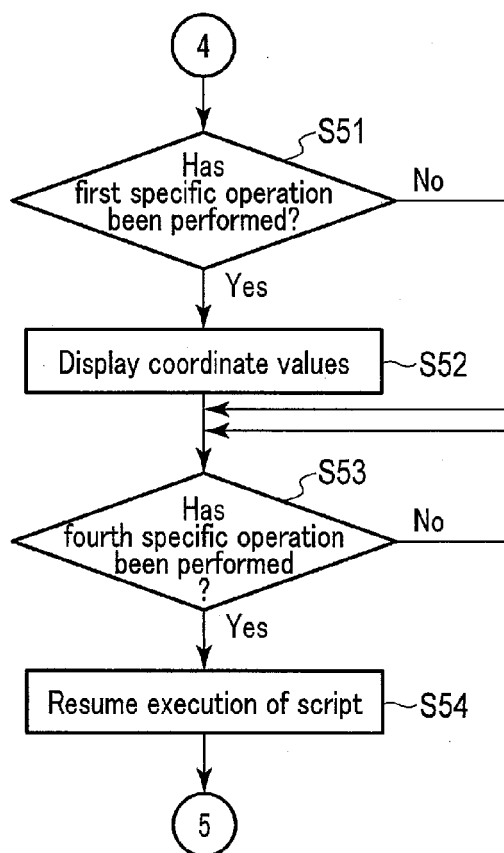 4
S51
Has
first specific operation
been performed?
No
Yes
Display coordinate values
S52
S53
Has
fourth specific operation
been performed
?
No
Yes
Resume execution of script
S54
5